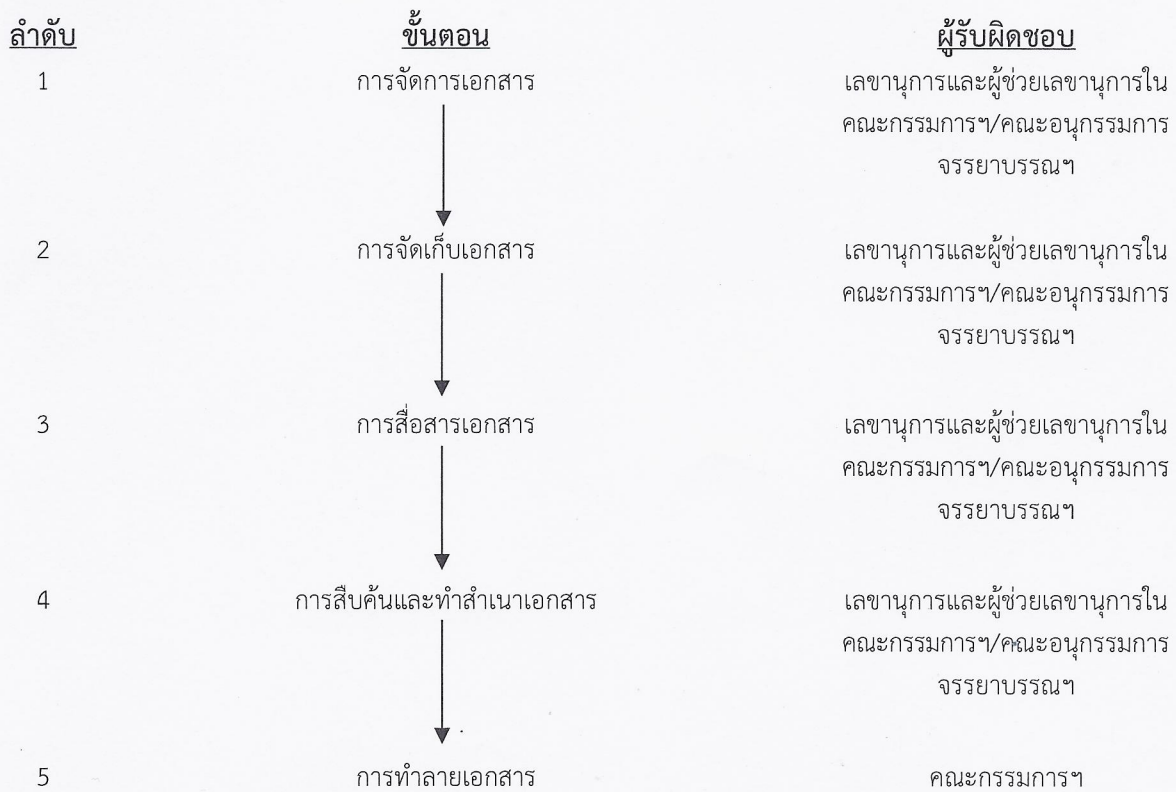 ลำดับ ขั้นตอน ผู้รับผิดชอบ
1 การจัดการเอกสาร เลขานุการและผู้ช่วยเลขานุการใน
คณะกรรมการฯ/คณะอนุกรรมการ
จรรยาบรรณฯ
2 การจัดเก็บเอกสาร เลขานุการและผู้ช่วยเลขานุการใน
คณะกรรมการฯ/คณะอนุกรรมการ
จรรยาบรรณฯ
3 การสื่อสารเอกสาร เลขานุการและผู้ช่วยเลขานุการใน
คณะกรรมการฯ/คณะอนุกรรมการ
จรรยาบรรณฯ
4 การสืบค้นและทำสำเนาเอกสาร เลขานุการและผู้ช่วยเลขานุการใน
คณะกรรมการฯ/คณะอนุกรรมการ
จรรยาบรรณฯ
5 การทำลายเอกสาร คณะกรรมการฯ